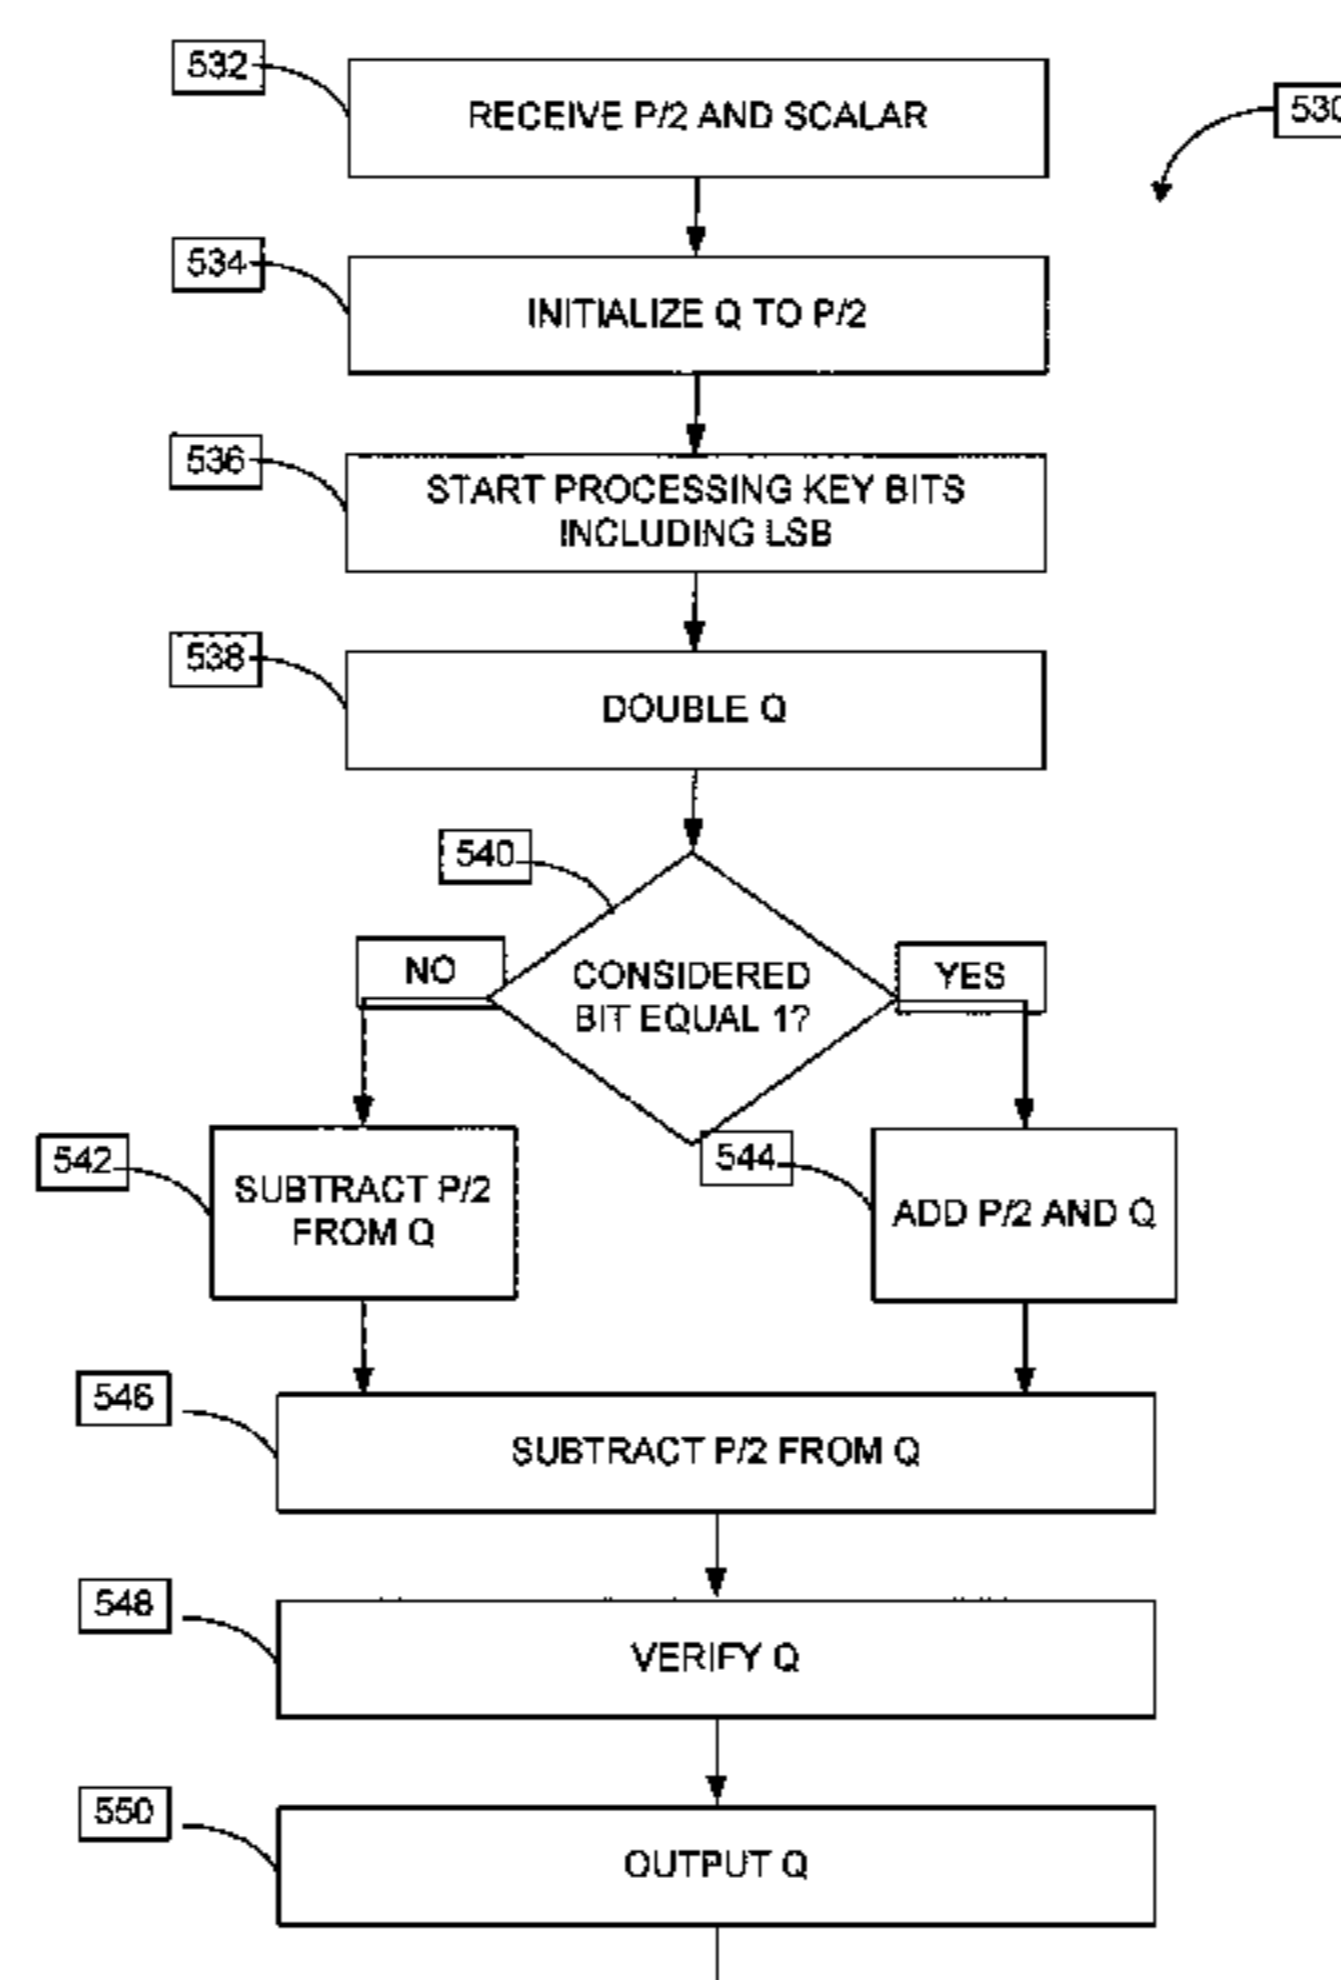 532
RECEIVE P/2 AND SCALAR
530
534
INITIALIZE Q TO P/2
536
START PROCESSING KEY BITS
INCLUDING LSB
538
DOUBLE Q
540
NO
CONSIDERED
BIT EQUAL 1?
YES
542
SUBTRACT P/2
FROM Q
544
ADD P/2 AND Q
546
SUBTRACT P/2 FROM Q
548
VERIFY Q
550
OUTPUT Q